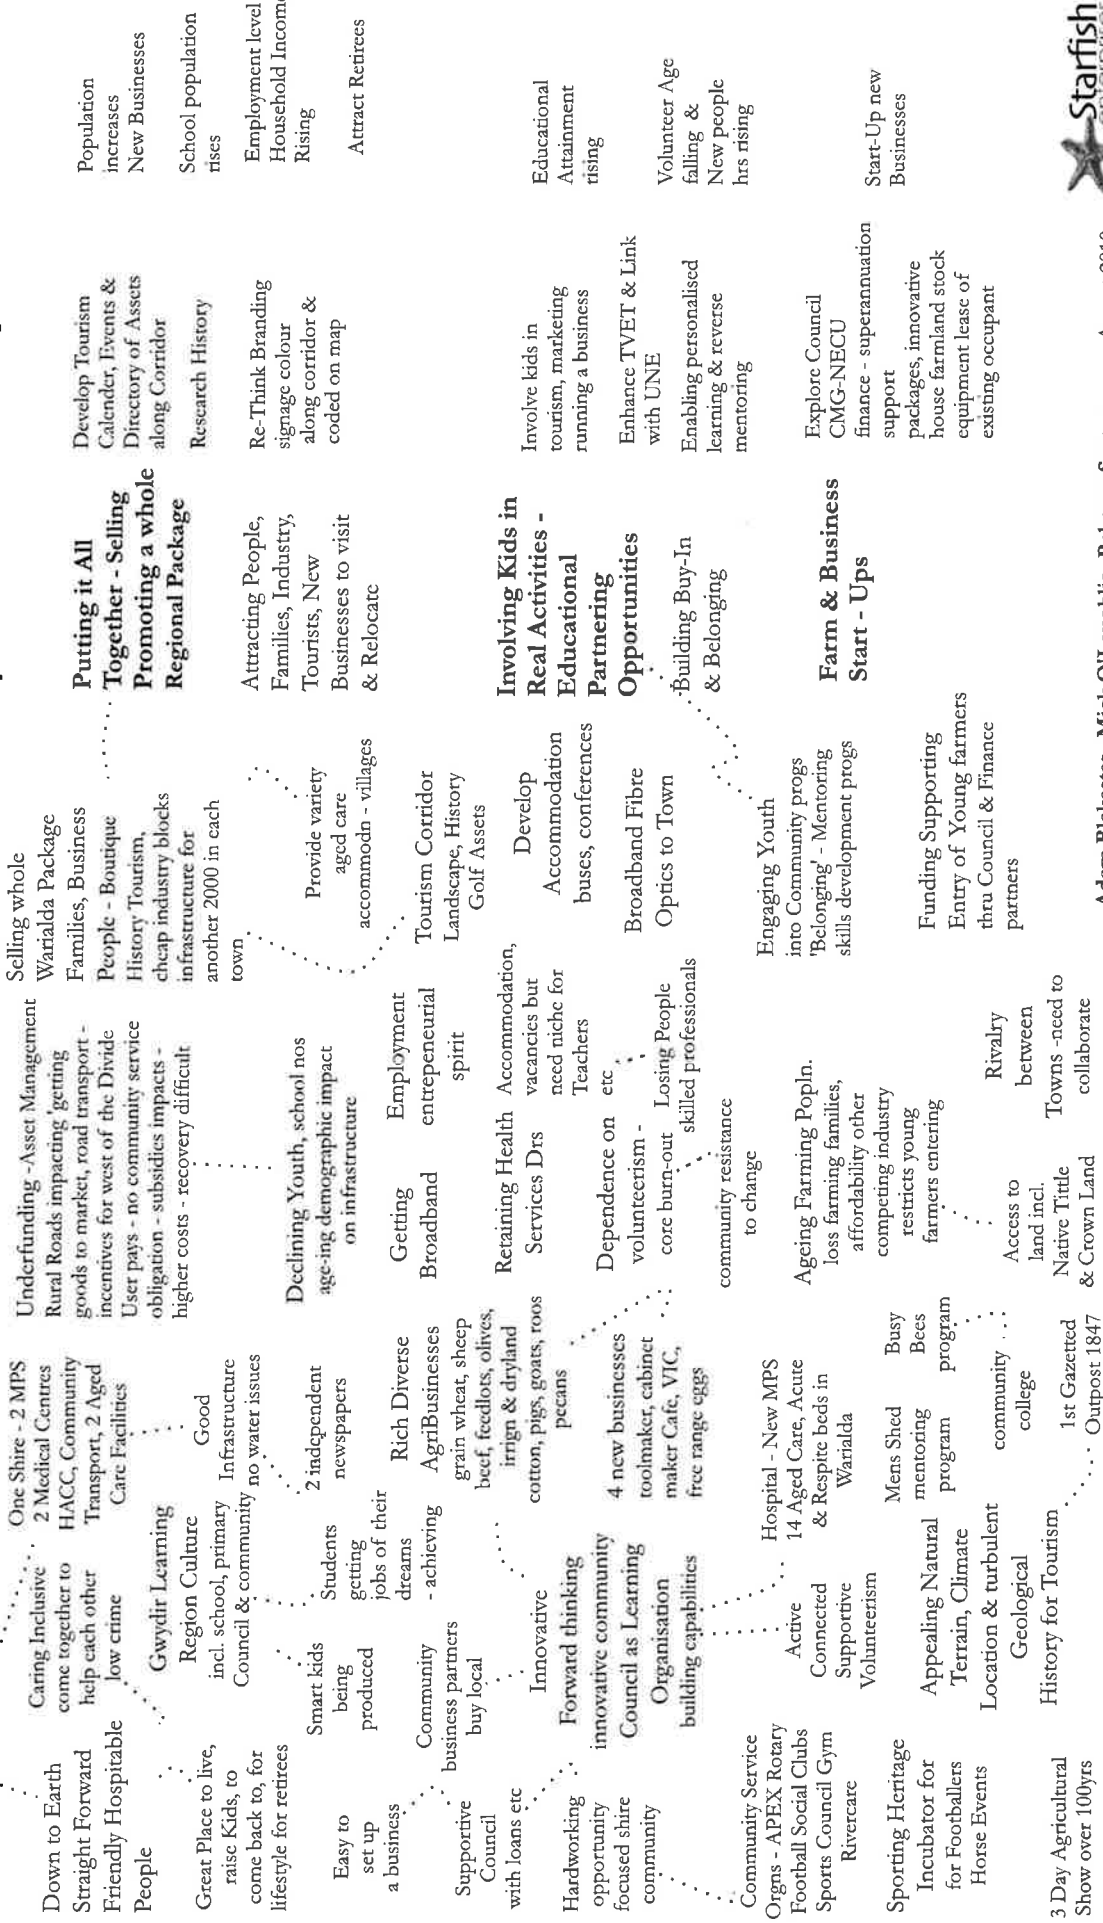 Down to Earth
Straight Forward
Friendly Hospitable
People
Great Place to live,
raise Kids, to
come back to, for
lifestyle for retirees
Easy to
set up
a business
Supportive
Council
with loans etc
Hardworking
opportunity
focused shire
community
Community Service
Orgns - APEX Rotary
Football Social Clubs
Sports Council Gym
Rivercare
Sporting Heritage
Incubator for
for Footballers
Horse Events
3 Day Agricultural
Show over 100yrs
Caring Inclusive
come together to
help each other
low crime
Gwydir Learning
Region Culture
incl. school, primary
Council & community
Smart kids
being
produced
Students
getting
jobs of their
dreams
- achieving
Community
business partners
buy local
Innovative
Forward thinking
innovative community
Council as Learning
Organisation
building capabilities
Active
Connected
Supportive
Volunteerism
Appealing Natural
Terrain, Climate
Location & turbulent
Geological
History for Tourism
One Shire - 2 MPS
2 Medical Centres
HACC, Community
Transport, 2 Aged
Care Facilities
Good
Infrastructure
no water issues
2 independent
newspapers
Rich Diverse
AgriBusinesses
grain wheat, sheep
beef, feedlots, olives,
irrign & dryland
cotton, pigs, goats, roos
pecans
4 new businesses
toolmaker, cabinet
maker Cafe, VIC,
free range eggs
Hospital - New MPS
14 Aged Care, Acute
& Respite beds in
Warialda
Mens Shed
mentoring
program
Busy
Bees
program
community
college
1st Gazetted
Outpost 1847
Underfunding -Asset Management
Rural Roads impacting 'getting
goods to market, road transport -
incentives for west of the Divide
User pays - no community service
obligation - subsidies impacts -
higher costs - recovery difficult
Declining Youth, school nos
age-ing demographic impact
on infrastructure
Getting
Broadband
Employment
entrepeneurial
spirit
Retaining Health
Services Drs
Accommodation,
vacancies but
need niche for
Teachers
Dependence on
volunteerism -
core burn-out
etc
Losing People
skilled professionals
community resistance
to change
Ageing Farming Popln.
loss farming families,
affordability other
competing industry
restricts young
farmers entering
Access to
land incl.
Native Tittle
& Crown Land
Rivalry
between
Towns -need to
collaborate
Selling whole
Warialda Package
Families, Business
People - Boutique
History Tourism,
cheap industry blocks
infrastructure for
another 2000 in each
town
Provide variety
aged care
accommodn - villages
Tourism Corridor
Landscape, History
Golf Assets
Develop
Accommodation
buses, conferences
Broadband Fibre
Optics to Town
Engaging Youth
into Community progs
'Belonging' - Mentoring
skills development progs
Funding Supporting
Entry of Young farmers
thru Council & Finance
partners
Putting it All
Together - Selling
Promoting a whole
Regional Package
Attracting People,
Families, Industry,
Tourists, New
Businesses to visit
& Relocate
Involving Kids in
Real Activities -
Educational
Partnering
Opportunities
Building Buy-In
& Belonging
Farm & Business
Start - Ups
Develop Tourism
Calender, Events &
Directory of Assets
along Corridor
Research History
Re-Think Branding
signage colour
along corridor &
coded on map
Involve kids in
tourism, marketing
running a business
Enhance TVET & Link
with UNE
Enabling personalised
learning & reverse
mentoring
Explore Council
CMG-NECU
finance - superannuation
support
packages, innovative
house farmland stock
equipment lease of
existing occupant
Population
increases
New Businesses
School population
rises
Employment level
Household Income
Rising
Attract Retirees
Educational
Attainment
rising
Volunteer Age
falling &
New people
hrs rising
Start-Up new
Businesses
Starfish